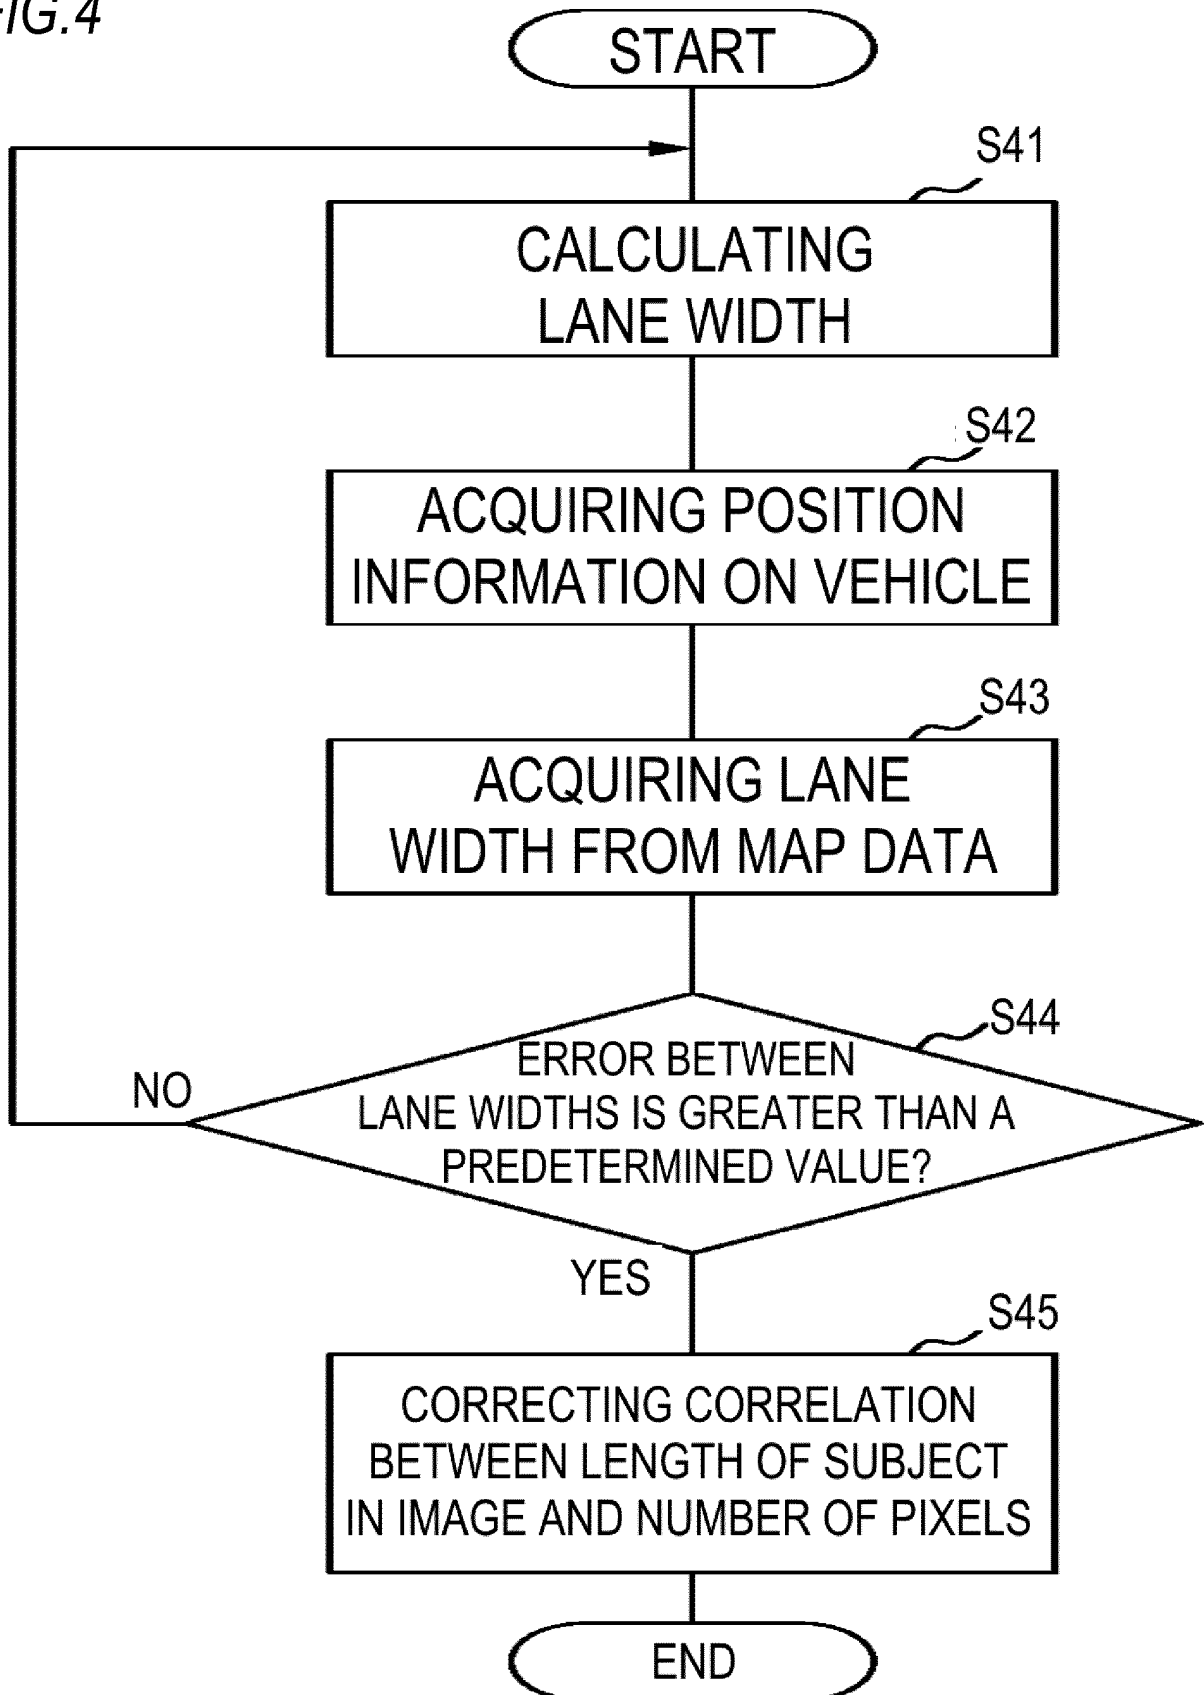 FIG.4
START
S41
CALCULATING
LANE WIDTH
S42
ACQUIRING POSITION
INFORMATION ON VEHICLE
S43
ACQUIRING LANE
WIDTH FROM MAP DATA
S44
ERROR BETWEEN
LANE WIDTHS IS GREATER THAN A
PREDETERMINED VALUE?
NO
YES
S45
CORRECTING CORRELATION
BETWEEN LENGTH OF SUBJECT
IN IMAGE AND NUMBER OF PIXELS
END